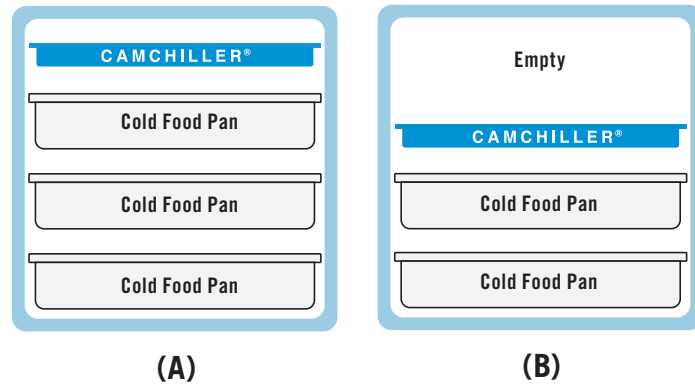 CAMCHILLER®
Cold Food Pan
Cold Food Pan
Cold Food Pan
(A)
Empty
CAMCHILLER®
Cold Food Pan
Cold Food Pan
(B)